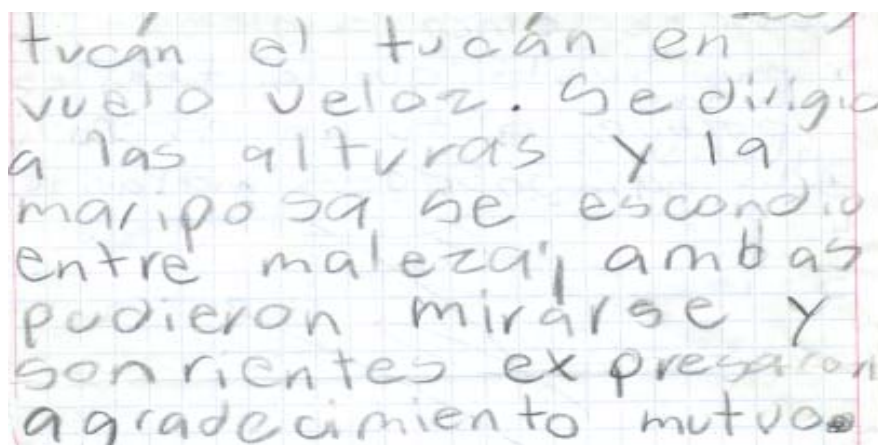 tucán el tucán en
vuelo veloz. Se dirigio
a las alturas y la
mariposa se escondio
entre maleza, ambas
pudieron mirarse y
sonrientes expresaron
agradecimiento mutuo.